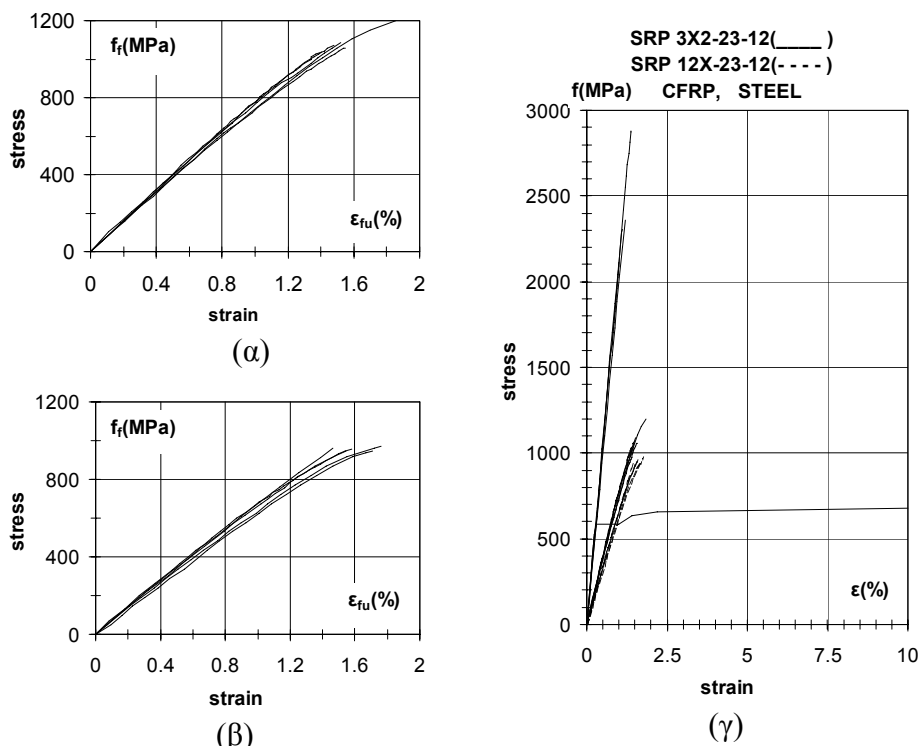 1200
f_f(MPa)
800
stress
400
ε_fu(%)
0
0 0.4 0.8 1.2 1.6 2
strain
(α)
1200
f_f(MPa)
800
stress
400
ε_fu(%)
0
0 0.4 0.8 1.2 1.6 2
strain
(β)
SRP 3X2-23-12(____ )
SRP 12X-23-12(- - - - )
f(MPa) CFRP, STEEL
3000
2500
2000
1500
stress
1000
500
ε(%)
0
0 2.5 5 7.5 10
strain
(γ)